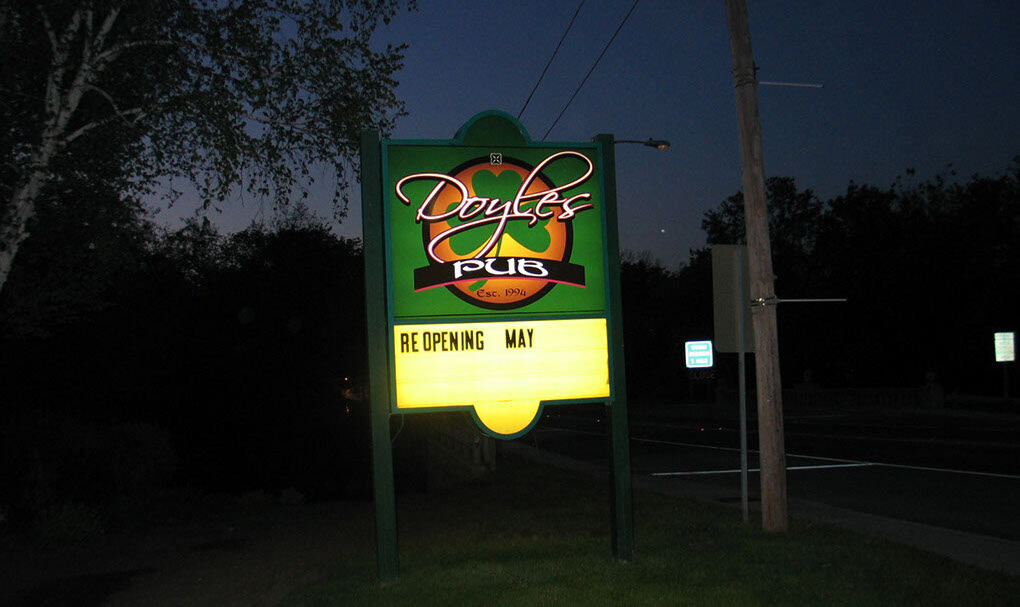 Doyles
PUB
Est. 1994
RE OPENING MAY